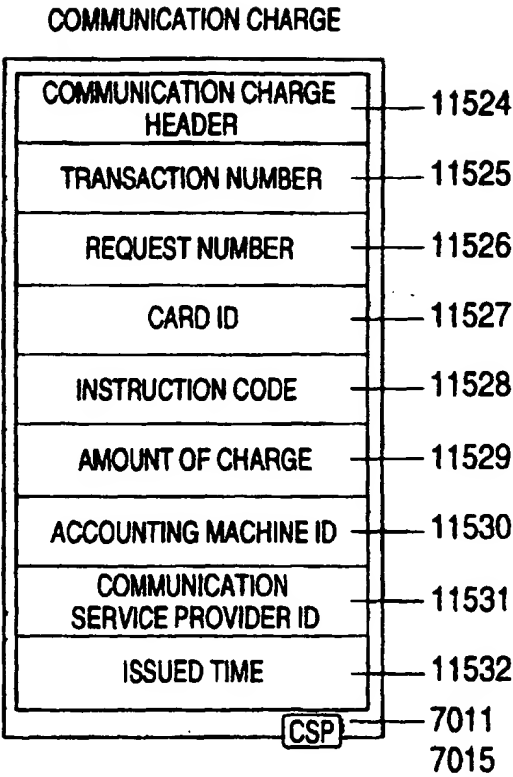 COMMUNICATION CHARGE
COMMUNICATION CHARGE
HEADER
11524
TRANSACTION NUMBER
11525
REQUEST NUMBER
11526
CARD ID
11527
INSTRUCTION CODE
11528
AMOUNT OF CHARGE
11529
ACCOUNTING MACHINE ID
11530
COMMUNICATION
SERVICE PROVIDER ID
11531
ISSUED TIME
11532
CSP
7011
7015